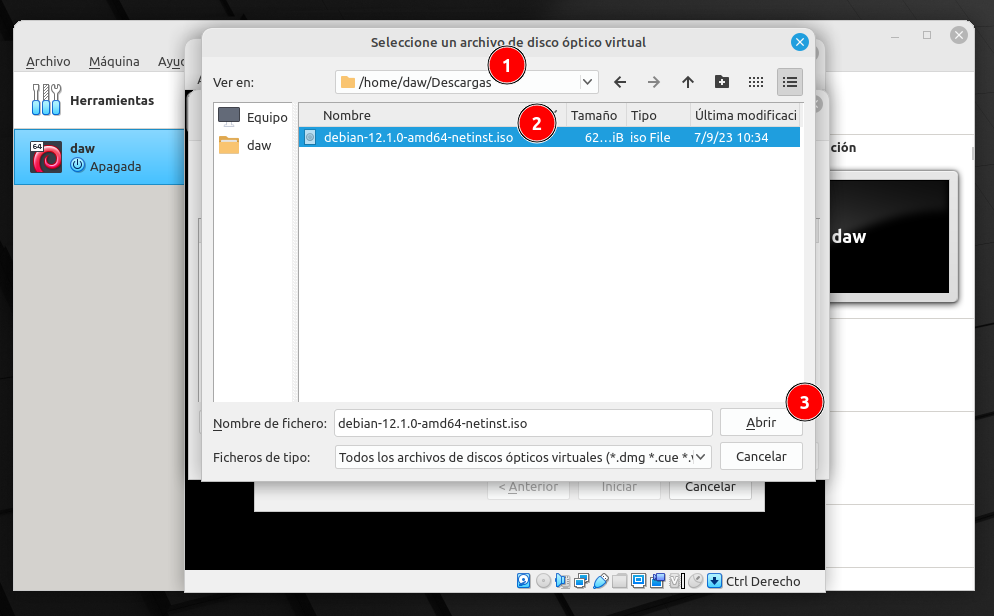 Seleccione un archivo de disco óptico virtual
Archivo Máquina
Ver en: /home/daw/Descargas
1
Herramientas
Equipo
daw
Nombre Tamaño Tipo Última modificaci
2
debian-12.1.0-amd64-netinst.iso 62...iB iso File 7/9/23 10:34
64
daw
Apagada
ción
daw
3
Nombre de fichero: debian-12.1.0-amd64-netinst.iso Abrir
Ficheros de tipo: Todos los archivos de discos ópticos virtuales (*.dmg *.cue *.v Cancelar
< Anterior Iniciar Cancelar
Ctrl Derecho